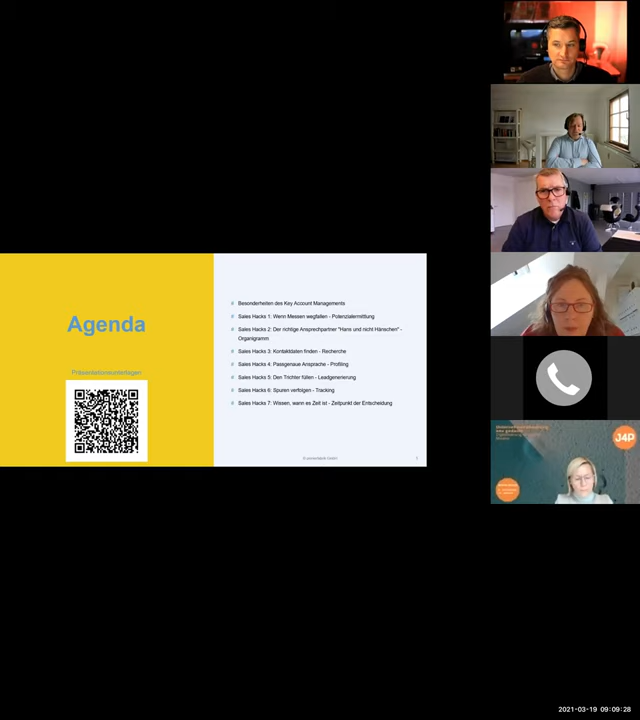 Agenda
Präsentationsunterlagen
# Besonderheiten des Key Account Managements
# Sales Hacks 1: Wenn Messen wegfallen - Potenzialermittlung
# Sales Hacks 2: Der richtige Ansprechpartner "Hans und nicht Hänschen" -
Organigramm
# Sales Hacks 3: Kontaktdaten finden - Recherche
# Sales Hacks 4: Passgenaue Ansprache - Profiling
# Sales Hacks 5: Den Trichter füllen - Leadgenerierung
# Sales Hacks 6: Spuren verfolgen - Tracking
# Sales Hacks 7: Wissen, wann es Zeit ist - Zeitpunkt der Entscheidung
J4P
2021-03-19 09:09:28